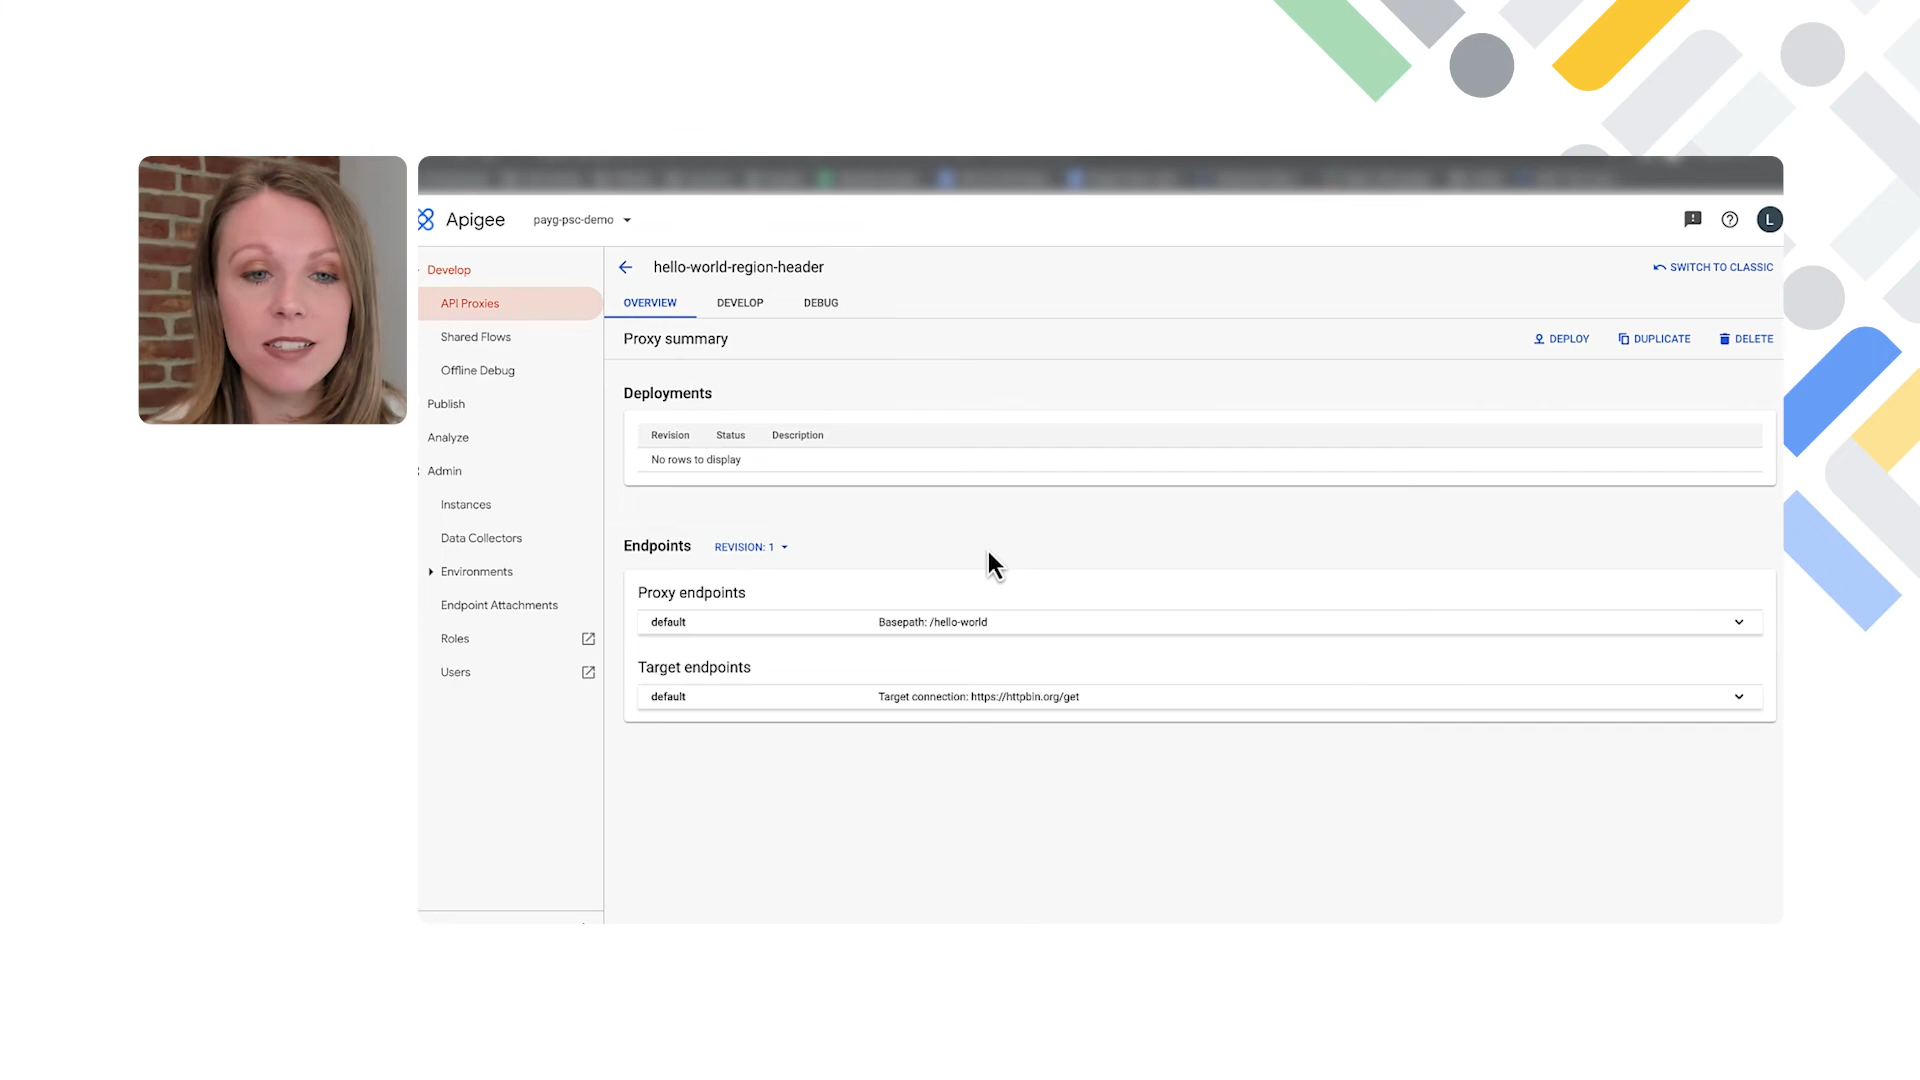 Apigee
payg-psc-demo
L
Develop
API Proxies
Shared Flows
Offline Debug
Publish
Analyze
Admin
Instances
Data Collectors
Environments
Endpoint Attachments
Roles
Users
hello-world-region-header
SWITCH TO CLASSIC
OVERVIEW DEVELOP DEBUG
Proxy summary
DEPLOY DUPLICATE DELETE
Deployments
Revision Status Description
No rows to display
Endpoints REVISION: 1
Proxy endpoints
default Basepath: /hello-world
Target endpoints
default Target connection: https://httpbin.org/get